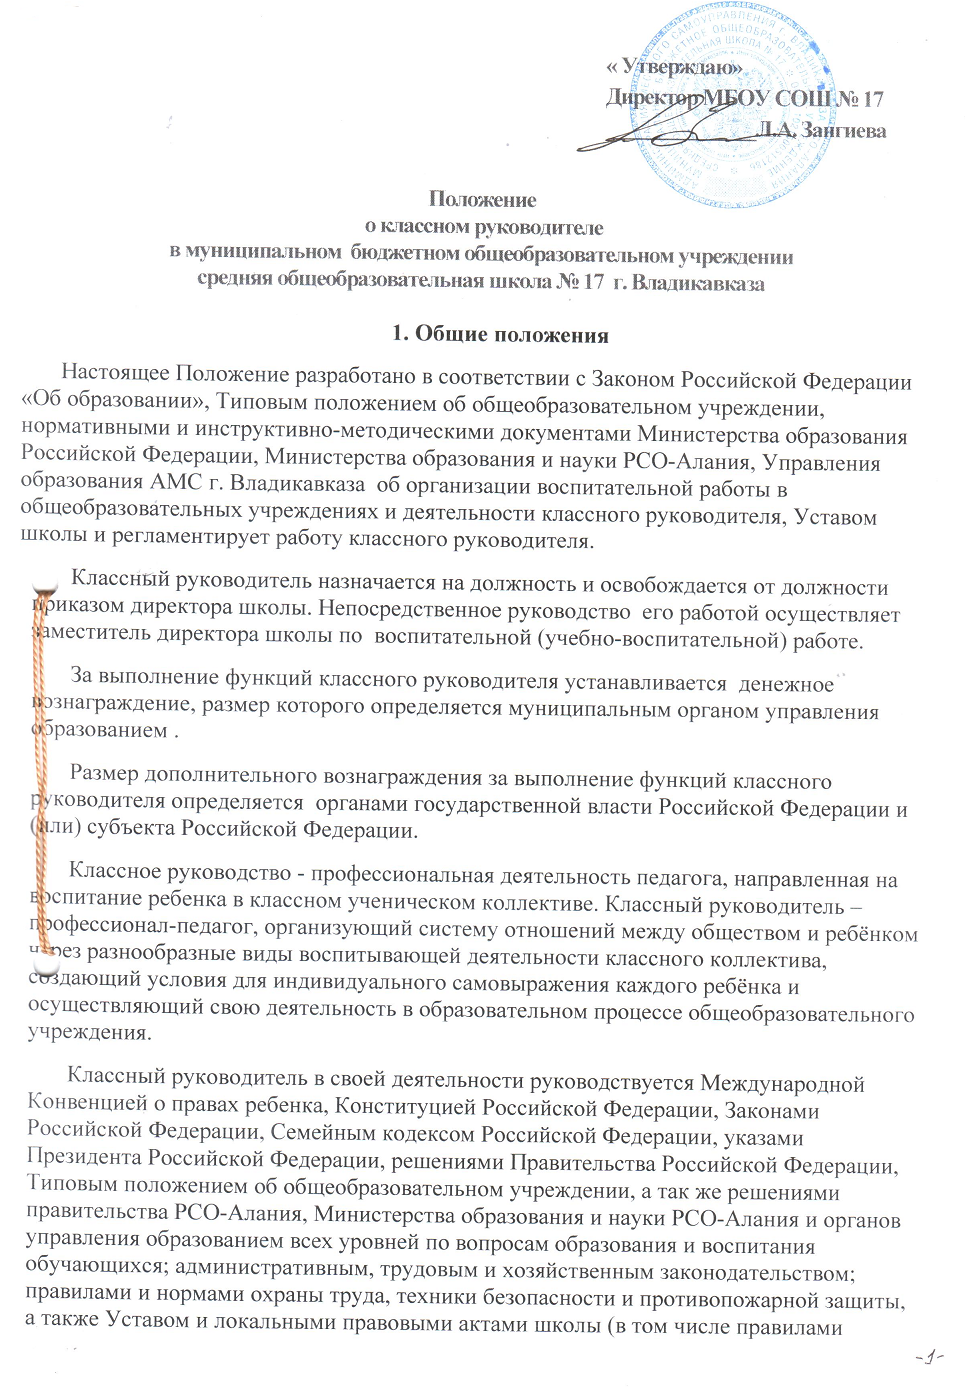 « Утверждаю»
Директор МБОУ СОШ № 17
Л.А. Зангиева
Положение
о классном руководителе
в муниципальном бюджетном общеобразовательном учреждении
средняя общеобразовательная школа № 17 г. Владикавказа
1. Общие положения
Настоящее Положение разработано в соответствии с Законом Российской Федерации
«Об образовании», Типовым положением об общеобразовательном учреждении,
нормативными и инструктивно-методическими документами Министерства образования
Российской Федерации, Министерства образования и науки РСО-Алания, Управления
образования АМС г. Владикавказа об организации воспитательной работы в
общеобразовательных учреждениях и деятельности классного руководителя, Уставом
школы и регламентирует работу классного руководителя.
Классный руководитель назначается на должность и освобождается от должности
приказом директора школы. Непосредственное руководство его работой осуществляет
заместитель директора школы по воспитательной (учебно-воспитательной) работе.
За выполнение функций классного руководителя устанавливается денежное
вознаграждение, размер которого определяется муниципальным органом управления
образованием .
Размер дополнительного вознаграждения за выполнение функций классного
руководителя определяется органами государственной власти Российской Федерации и
(или) субъекта Российской Федерации.
Классное руководство - профессиональная деятельность педагога, направленная на
воспитание ребенка в классном ученическом коллективе. Классный руководитель –
профессионал-педагог, организующий систему отношений между обществом и ребёнком
через разнообразные виды воспитывающей деятельности классного коллектива,
создающий условия для индивидуального самовыражения каждого ребёнка и
осуществляющий свою деятельность в образовательном процессе общеобразовательного
учреждения.
Классный руководитель в своей деятельности руководствуется Международной
Конвенцией о правах ребенка, Конституцией Российской Федерации, Законами
Российской Федерации, Семейным кодексом Российской Федерации, указами
Президента Российской Федерации, решениями Правительства Российской Федерации,
Типовым положением об общеобразовательном учреждении, а так же решениями
правительства РСО-Алания, Министерства образования и науки РСО-Алания и органов
управления образованием всех уровней по вопросам образования и воспитания
обучающихся; административным, трудовым и хозяйственным законодательством;
правилами и нормами охраны труда, техники безопасности и противопожарной защиты,
а также Уставом и локальными правовыми актами школы (в том числе правилами
-1-